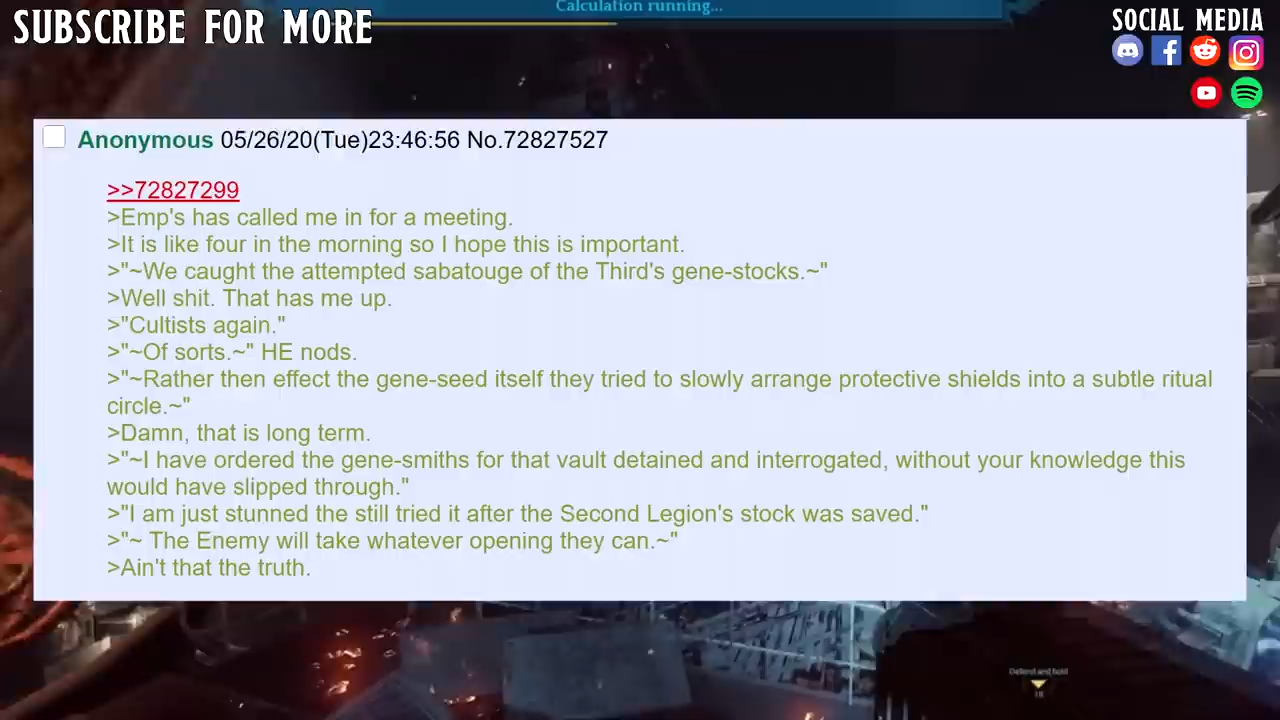 Calculation running...
SUBSCRIBE FOR MORE
SOCIAL MEDIA
Anonymous 05/26/20(Tue)23:46:56 No.72827527
>>72827299
>Emp's has called me in for a meeting.
>It is like four in the morning so I hope this is important.
>"~We caught the attempted sabatouge of the Third's gene-stocks.~"
>Well shit. That has me up.
>"Cultists again."
>"~Of sorts.~" HE nods.
>"~Rather then effect the gene-seed itself they tried to slowly arrange protective shields into a subtle ritual
circle.~"
>Damn, that is long term.
>"~I have ordered the gene-smiths for that vault detained and interrogated, without your knowledge this
would have slipped through."
>"I am just stunned the still tried it after the Second Legion's stock was saved."
>"~ The Enemy will take whatever opening they can.~"
>Ain't that the truth.
Defend and hold